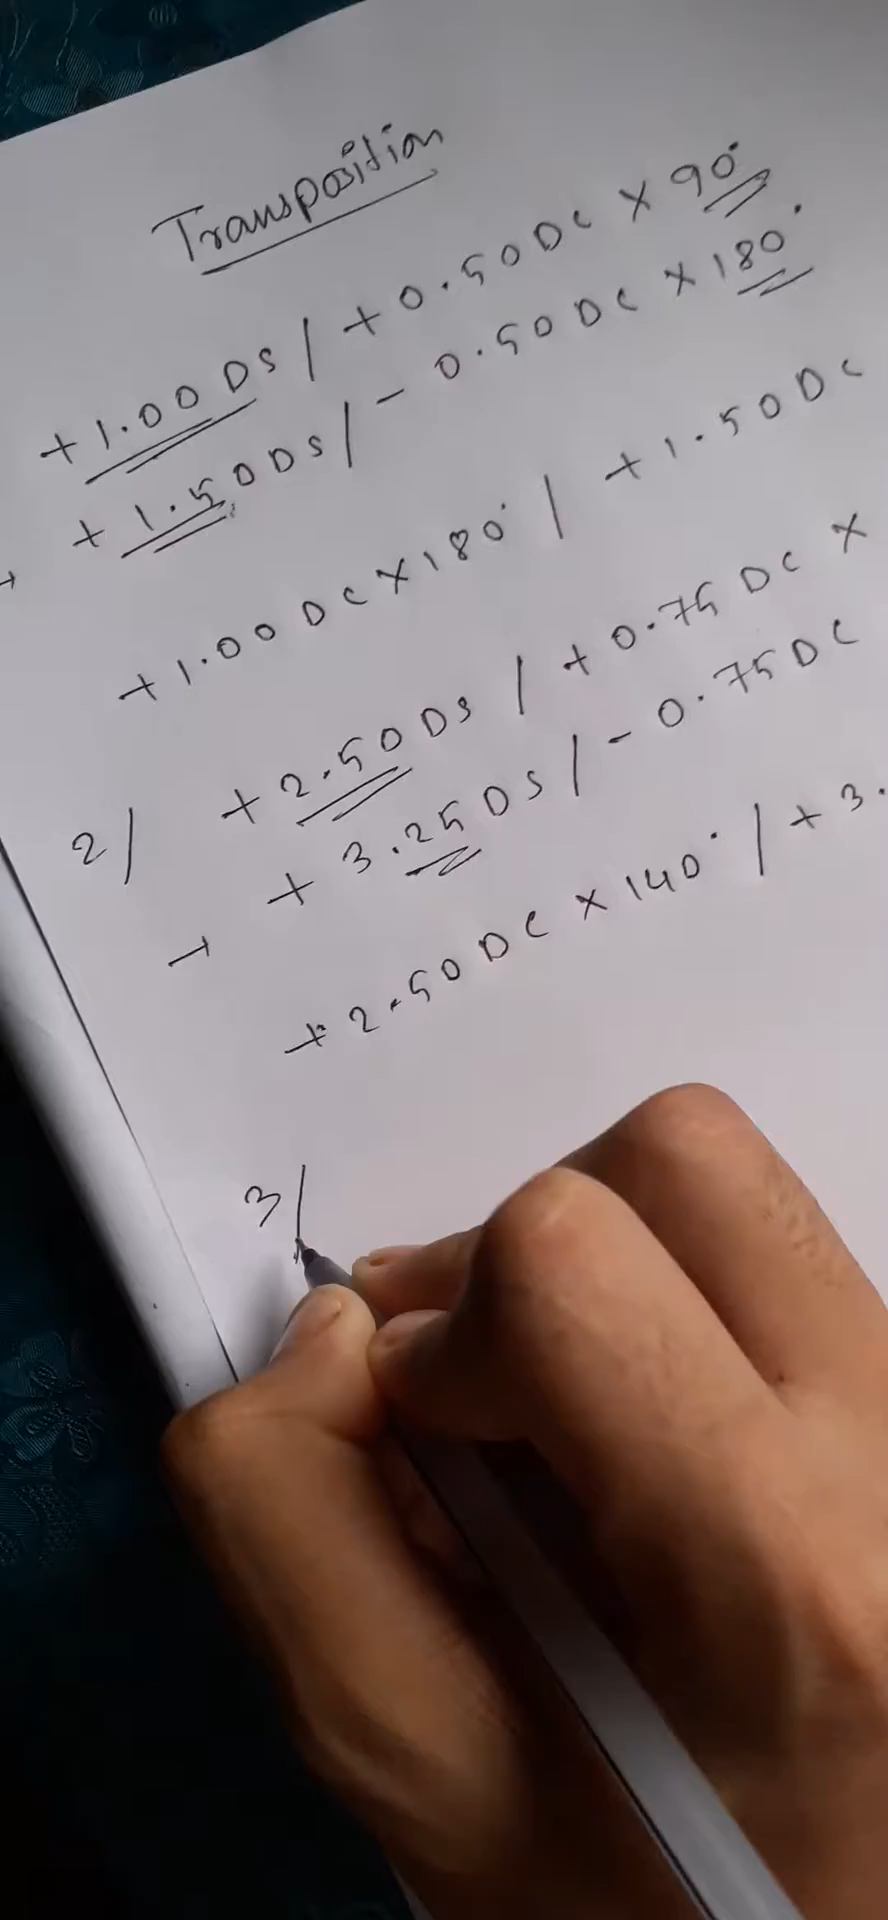 Transposition
+1.00 DS / +0.50 DC × 90°
→ +1.50 DS / -0.50 DC × 180°
+1.00 DC × 180° / +1.50 DC
2/ +2.50 DS / +0.75 DC ×
→ +3.25 DS / -0.75 DC
+2.50 DC × 140° / +3.
3/